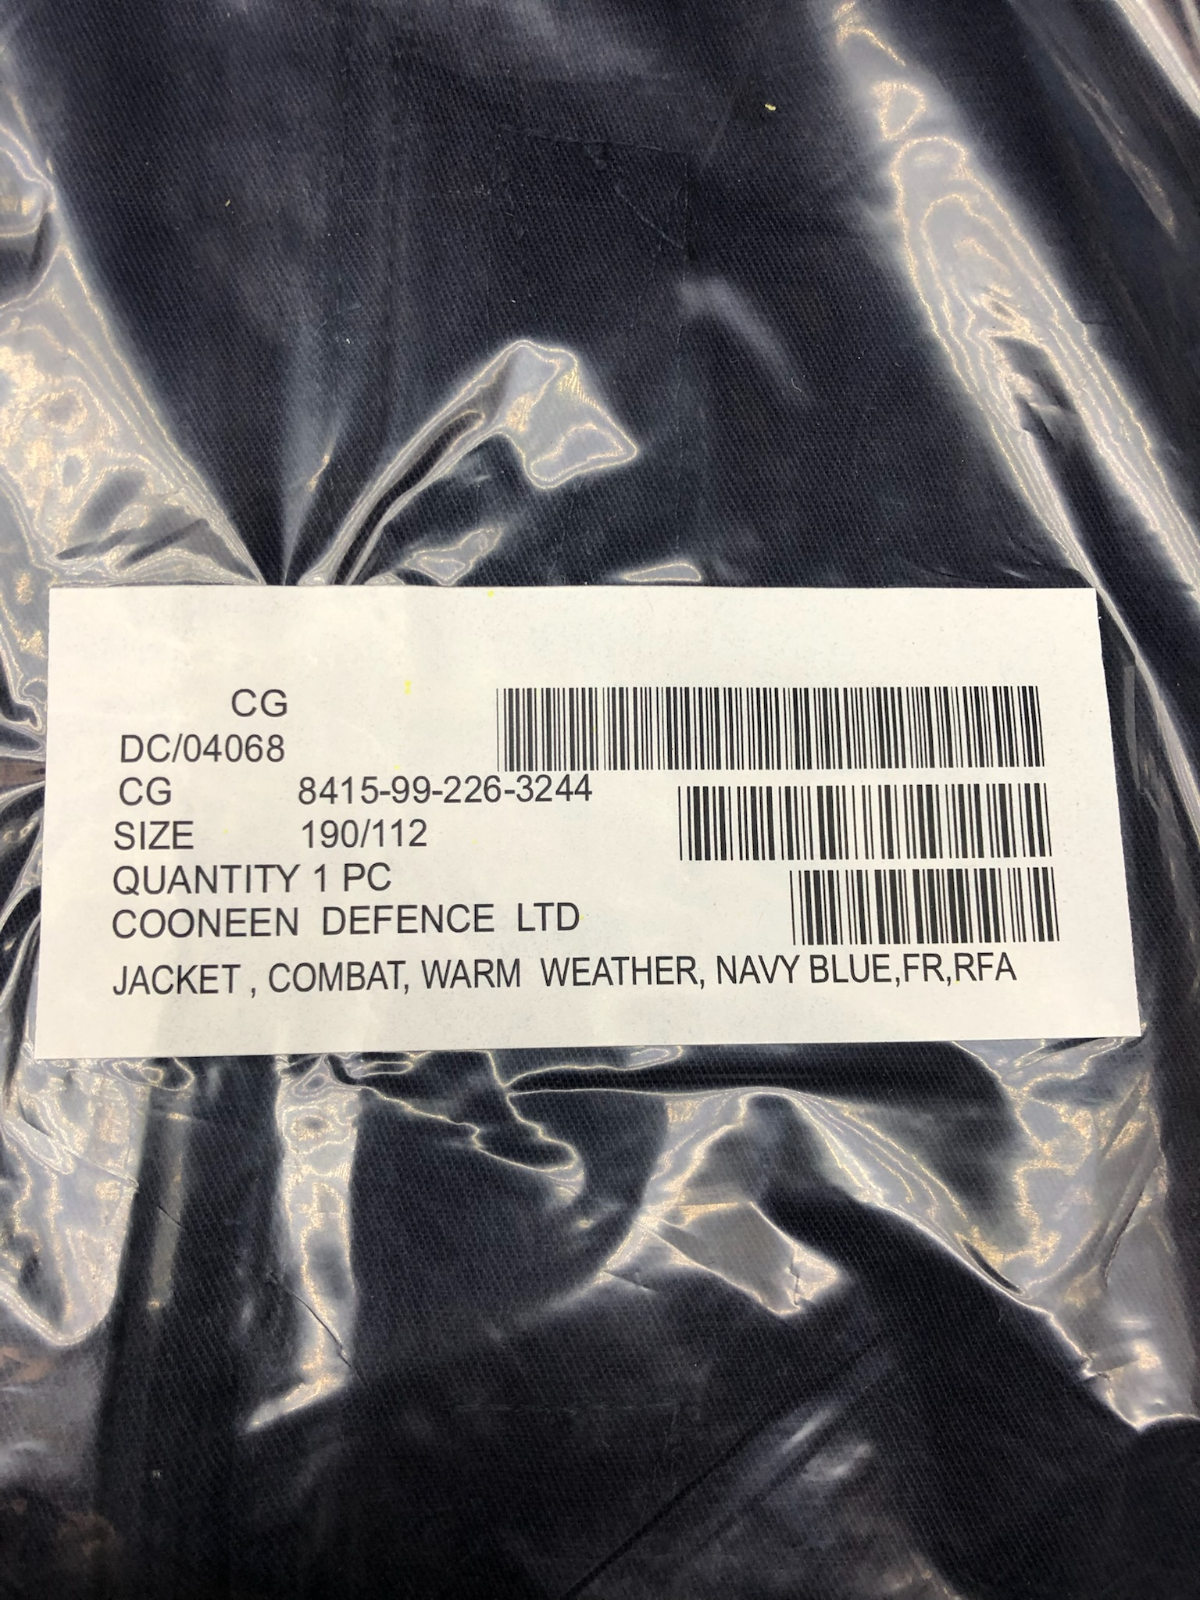 CG
DC/04068
CG 8415-99-226-3244
SIZE 190/112
QUANTITY 1 PC
COONEEN DEFENCE LTD
JACKET , COMBAT, WARM WEATHER, NAVY BLUE,FR,RFA